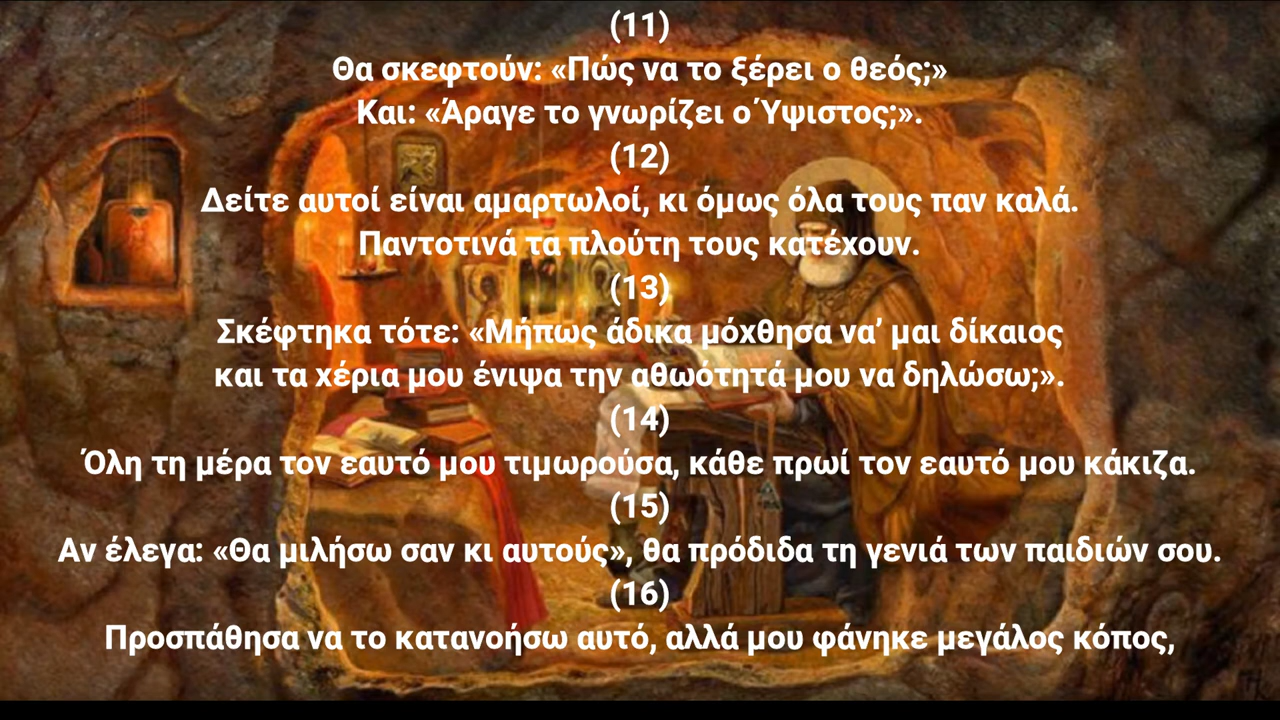 (11)
Θα σκεφτούν: «Πώς να το ξέρει ο θεός;»
Και: «Άραγε το γνωρίζει ο Ύψιστος;».
(12)
Δείτε αυτοί είναι αμαρτωλοί, κι όμως όλα τους παν καλά.
Παντοτινά τα πλούτη τους κατέχουν.
(13)
Σκέφτηκα τότε: «Μήπως άδικα μόχθησα να’ μαι δίκαιος
και τα χέρια μου ένιψα την αθωότητά μου να δηλώσω;».
(14)
Όλη τη μέρα τον εαυτό μου τιμωρούσα, κάθε πρωί τον εαυτό μου κάκιζα.
(15)
Αν έλεγα: «Θα μιλήσω σαν κι αυτούς», θα πρόδιδα τη γενιά των παιδιών σου.
(16)
Προσπάθησα να το κατανοήσω αυτό, αλλά μου φάνηκε μεγάλος κόπος,